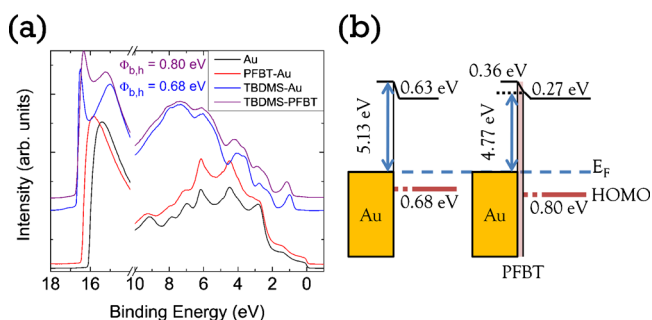 (a)
Φb,h = 0.80 eV
Φb,h = 0.68 eV
Au
PFBT-Au
TBDMS-Au
TBDMS-PFBT
Intensity (arb. units)
18 16 10 8 6 4 2 0
Binding Energy (eV)
(b)
0.63 eV
0.36 eV
0.27 eV
5.13 eV
4.77 eV
EF
HOMO
0.68 eV
0.80 eV
Au
Au
PFBT